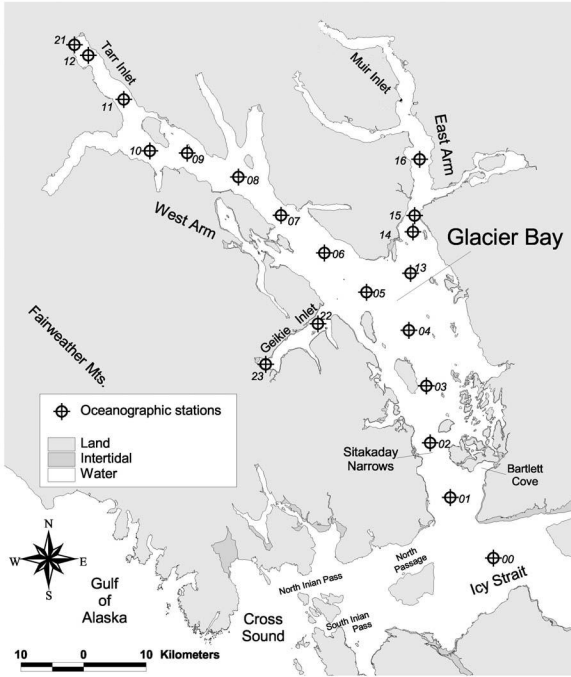 21
12
Tarr Inlet
11
10
09
08
West Arm
07
06
05
Muir Inlet
East Arm
16
15
14
Glacier Bay
13
04
22
Geikie Inlet
23
Fairweather Mts.
03
02
Sitakaday
Narrows
Bartlett
Cove
01
00
Oceanographic stations
Land
Intertidal
Water
N
W
E
S
Gulf
of
Alaska
North Inian Pass
North
Passage
Icy Strait
Cross
Sound
South Inian
Pass
10 0 10 Kilometers